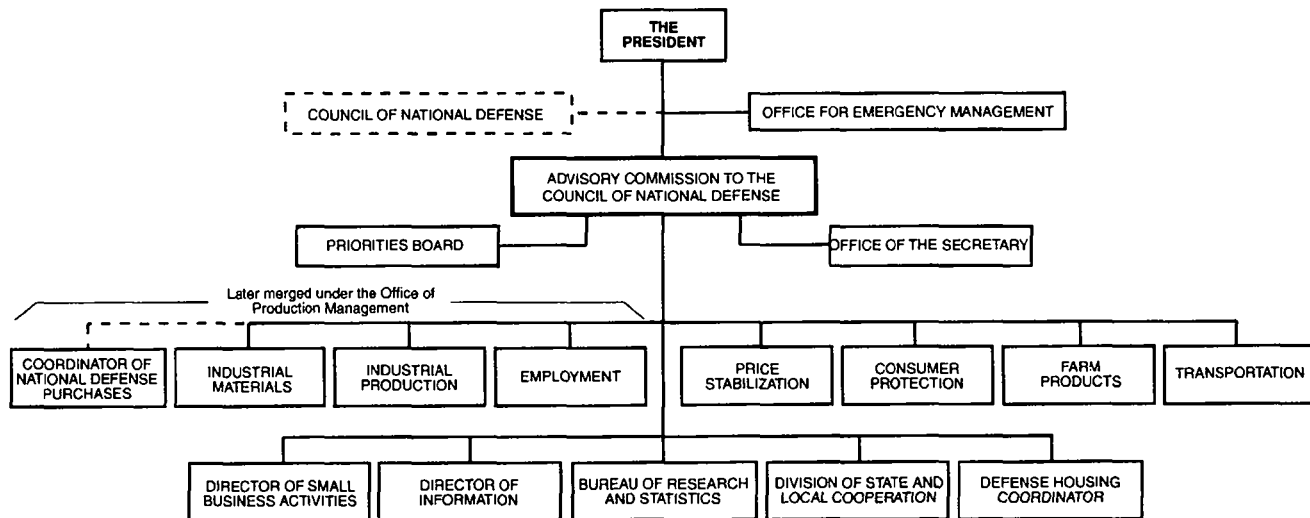 THE
PRESIDENT
COUNCIL OF NATIONAL DEFENSE
OFFICE FOR EMERGENCY MANAGEMENT
ADVISORY COMMISSION TO THE
COUNCIL OF NATIONAL DEFENSE
PRIORITIES BOARD
OFFICE OF THE SECRETARY
Later merged under the Office of
Production Management
COORDINATOR OF
NATIONAL DEFENSE
PURCHASES
INDUSTRIAL
MATERIALS
INDUSTRIAL
PRODUCTION
EMPLOYMENT
PRICE
STABILIZATION
CONSUMER
PROTECTION
FARM
PRODUCTS
TRANSPORTATION
DIRECTOR OF SMALL
BUSINESS ACTIVITIES
DIRECTOR OF
INFORMATION
BUREAU OF RESEARCH
AND STATISTICS
DIVISION OF STATE AND
LOCAL COOPERATION
DEFENSE HOUSING
COORDINATOR